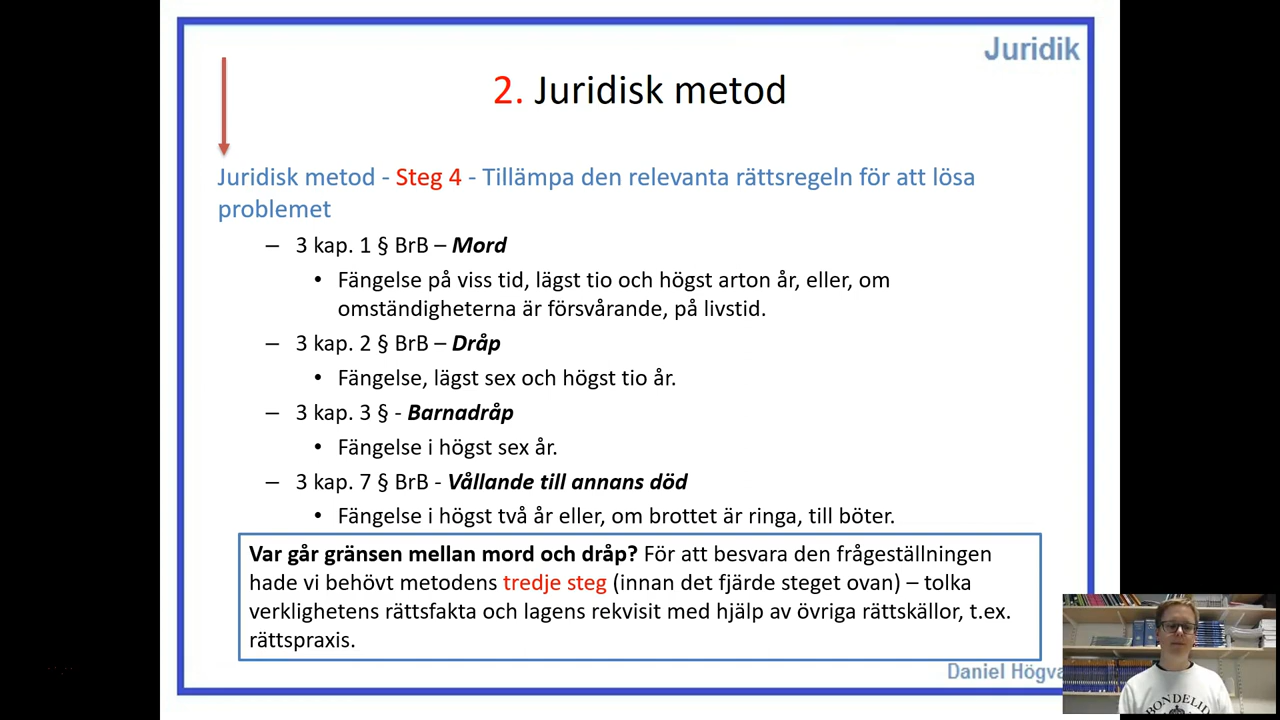 Juridik
2. Juridisk metod
Juridisk metod - Steg 4 - Tillämpa den relevanta rättsregeln för att lösa
problemet
– 3 kap. 1 § BrB – Mord
• Fängelse på viss tid, lägst tio och högst arton år, eller, om
omständigheterna är försvårande, på livstid.
– 3 kap. 2 § BrB – Dråp
• Fängelse, lägst sex och högst tio år.
– 3 kap. 3 § - Barnadråp
• Fängelse i högst sex år.
– 3 kap. 7 § BrB - Vållande till annans död
• Fängelse i högst två år eller, om brottet är ringa, till böter.
Var går gränsen mellan mord och dråp? För att besvara den frågeställningen
hade vi behövt metodens tredje steg (innan det fjärde steget ovan) – tolka
verklighetens rättsfakta och lagens rekvisit med hjälp av övriga rättskällor, t.ex.
rättspraxis.
Daniel Högva
BONDELID